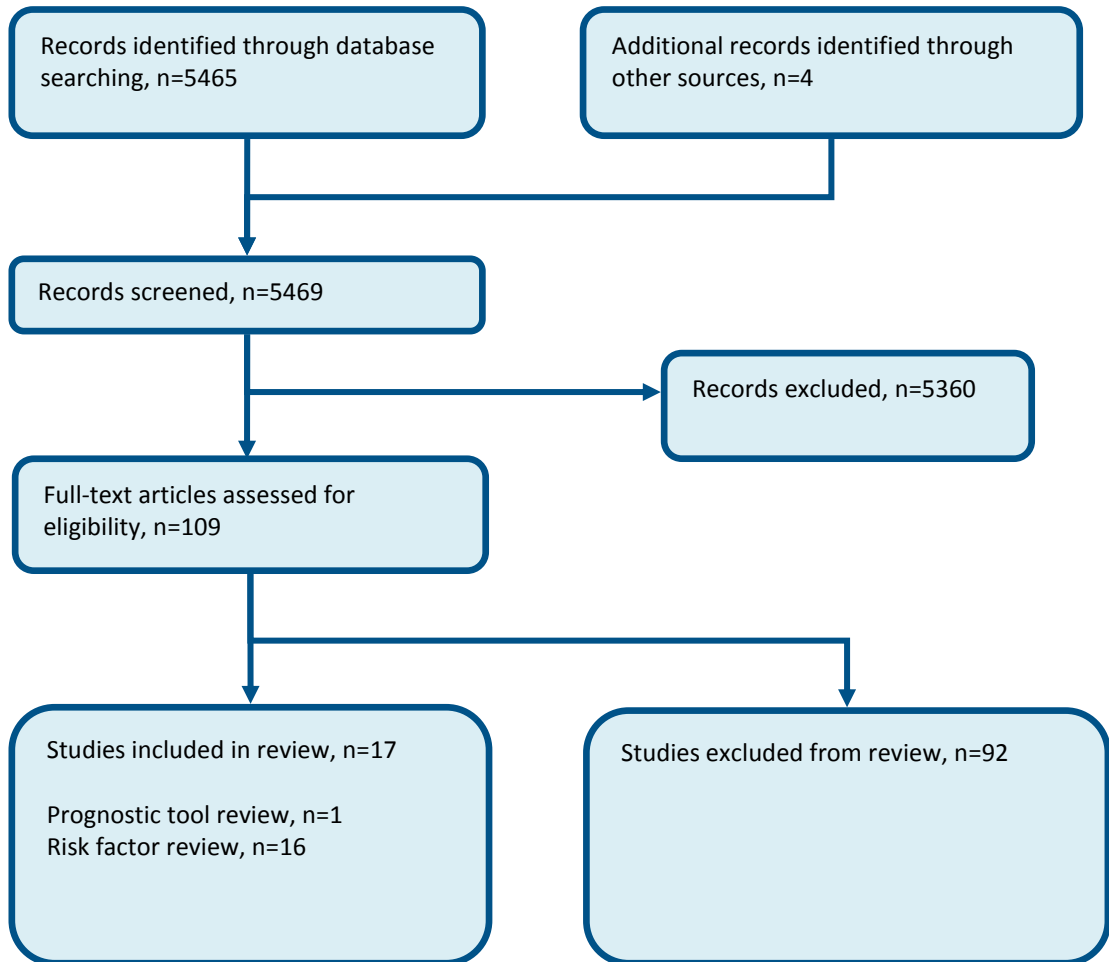 Records identified through database
searching, n=5465
Additional records identified through
other sources, n=4
Records screened, n=5469
Records excluded, n=5360
Full-text articles assessed for
eligibility, n=109
Studies included in review, n=17
Prognostic tool review, n=1
Risk factor review, n=16
Studies excluded from review, n=92